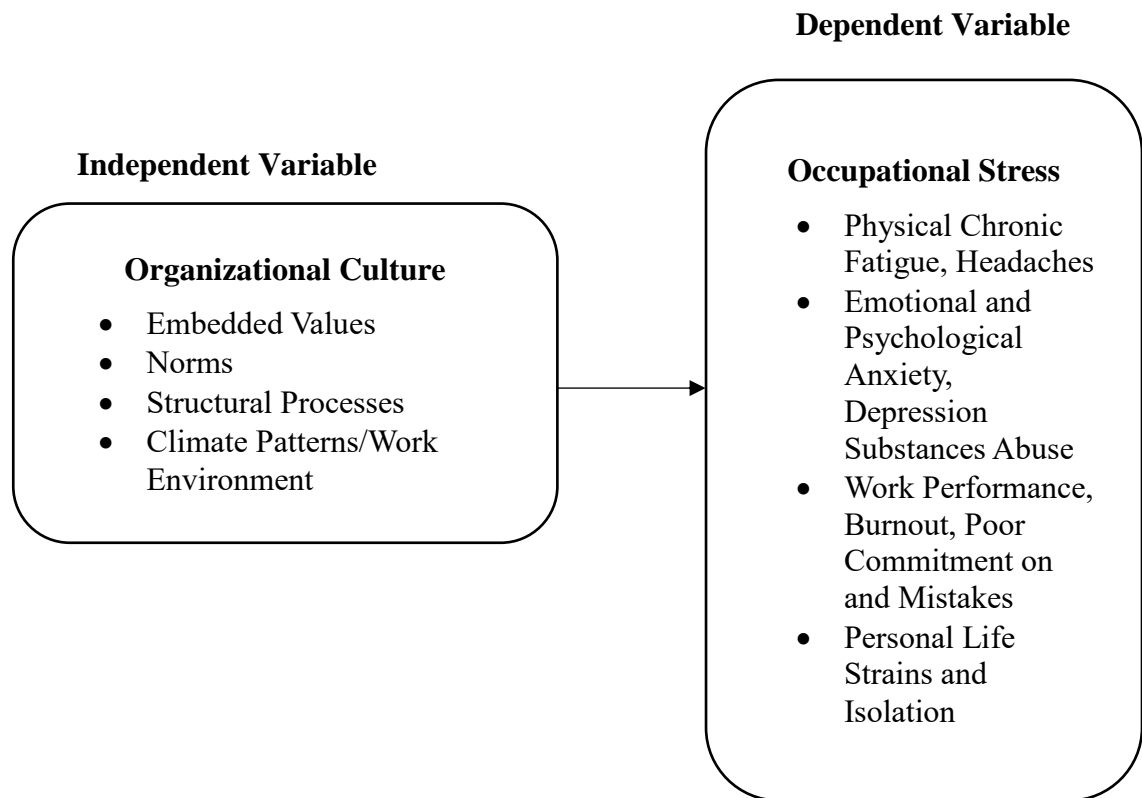 Dependent Variable
Independent Variable
Organizational Culture
• Embedded Values
• Norms
• Structural Processes
• Climate Patterns/Work
Environment
Occupational Stress
• Physical Chronic
Fatigue, Headaches
• Emotional and
Psychological
Anxiety,
Depression
Substances Abuse
• Work Performance,
Burnout, Poor
Commitment on
and Mistakes
• Personal Life
Strains and
Isolation